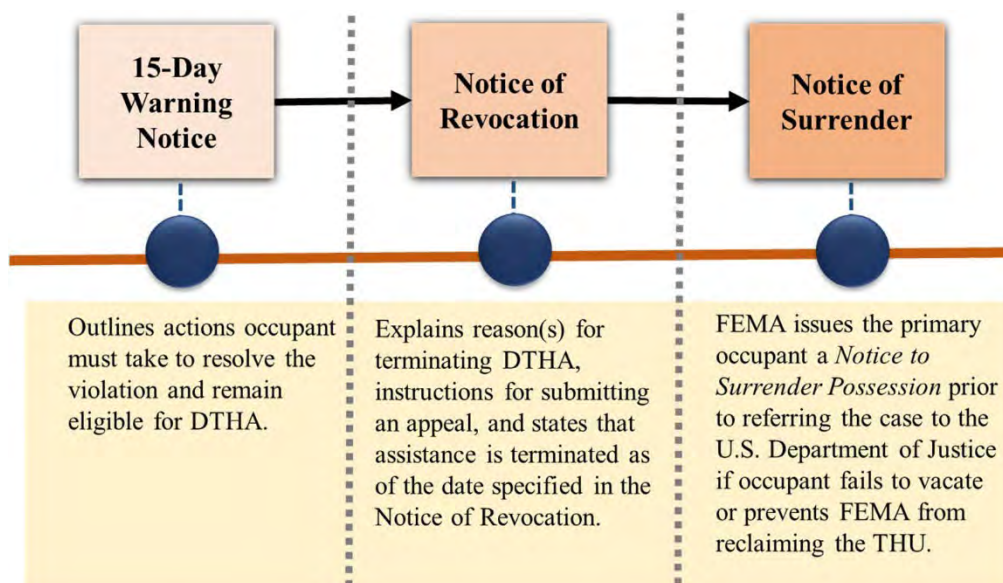 15-Day
Warning
Notice
Notice of
Revocation
Notice of
Surrender
Outlines actions occupant
must take to resolve the
violation and remain
eligible for DTHA.
Explains reason(s) for
terminating DTHA,
instructions for submitting
an appeal, and states that
assistance is terminated as
of the date specified in the
Notice of Revocation.
FEMA issues the primary
occupant a Notice to
Surrender Possession prior
to referring the case to the
U.S. Department of Justice
if occupant fails to vacate
or prevents FEMA from
reclaiming the THU.